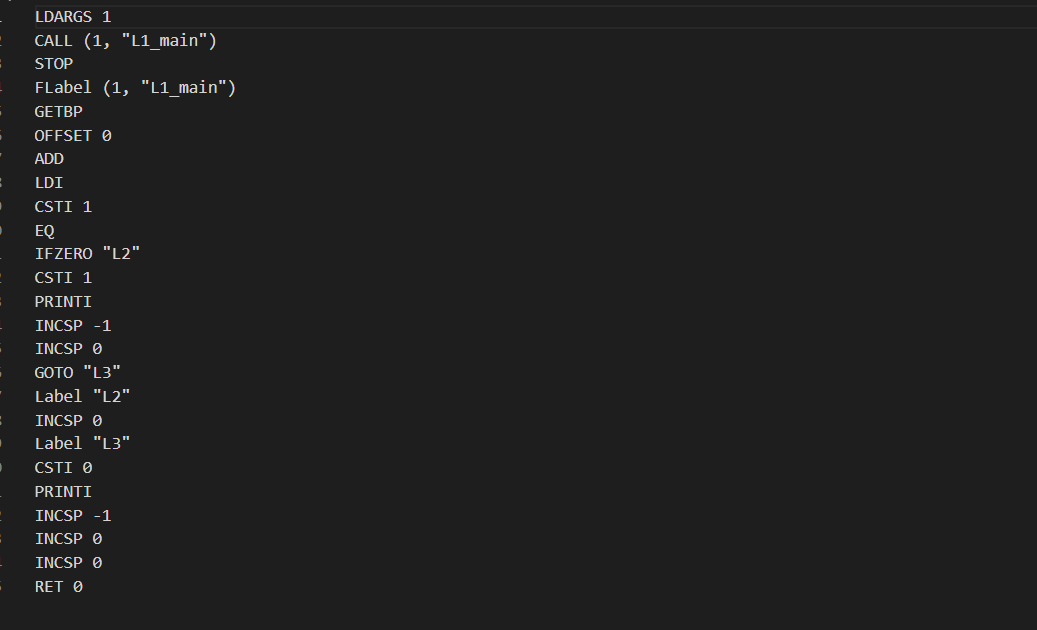 LDARGS 1
CALL (1, "L1_main")
STOP
FLabel (1, "L1_main")
GETBP
OFFSET 0
ADD
LDI
CSTI 1
EQ
IFZERO "L2"
CSTI 1
PRINTI
INCSP -1
INCSP 0
GOTO "L3"
Label "L2"
INCSP 0
Label "L3"
CSTI 0
PRINTI
INCSP -1
INCSP 0
INCSP 0
RET 0